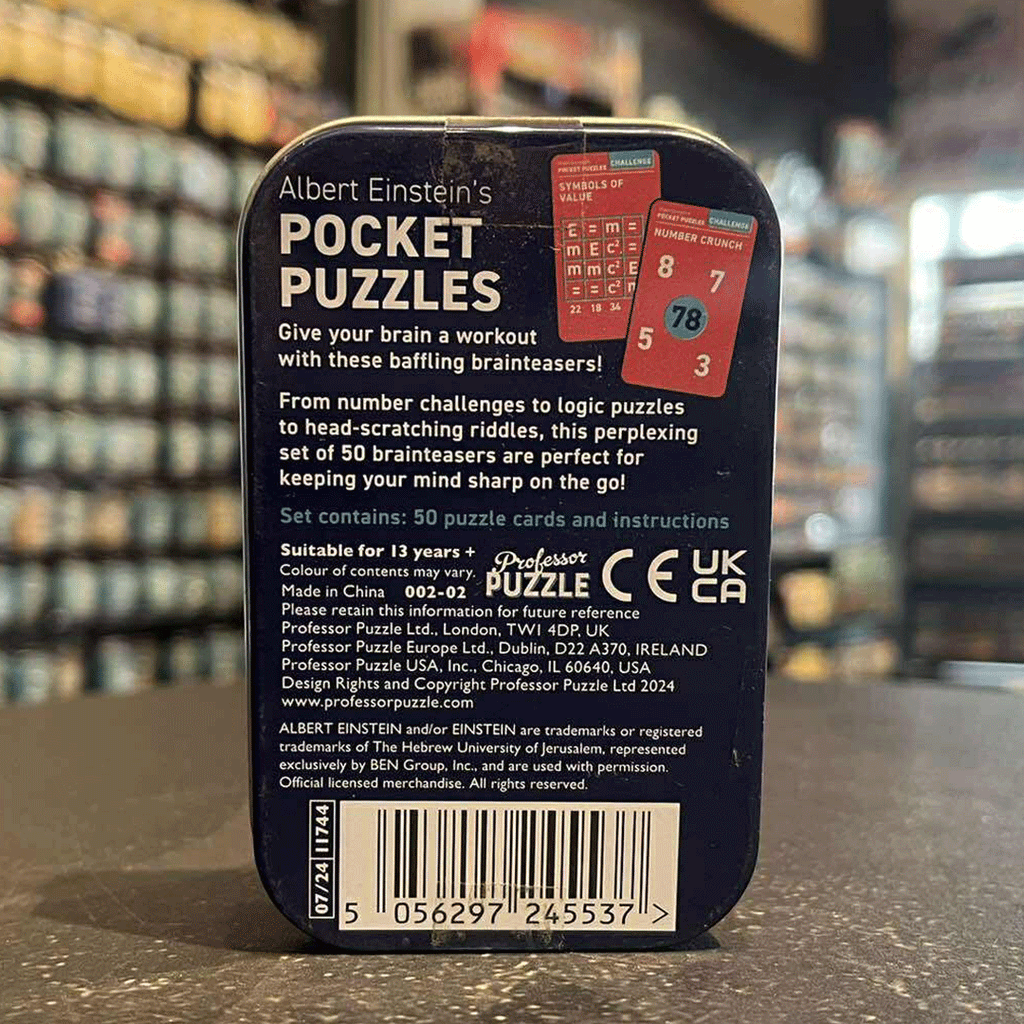 Albert Einstein's
POCKET
PUZZLES
Give your brain a workout
with these baffling brainteasers!
POCKET PUZZLES CHALLENGE
SYMBOLS OF
VALUE
E = m =
m E c² =
m m c² E
= = c²
22 18 34
POCKET PUZZLES CHALLENGE
NUMBER CRUNCH
8 7
78
5 3
From number challenges to logic puzzles
to head-scratching riddles, this perplexing
set of 50 brainteasers are perfect for
keeping your mind sharp on the go!
Set contains: 50 puzzle cards and instructions
Suitable for 13 years +
Colour of contents may vary.
Made in China 002-02
Professor
PUZZLE
CE
UK
CA
Please retain this information for future reference
Professor Puzzle Ltd., London, TW1 4DP, UK
Professor Puzzle Europe Ltd., Dublin, D22 A370, IRELAND
Professor Puzzle USA, Inc., Chicago, IL 60640, USA
Design Rights and Copyright Professor Puzzle Ltd 2024
www.professorpuzzle.com
ALBERT EINSTEIN and/or EINSTEIN are trademarks or registered
trademarks of The Hebrew University of Jerusalem, represented
exclusively by BEN Group, Inc., and are used with permission.
Official licensed merchandise. All rights reserved.
07/24 11744
5 056297 245537 >